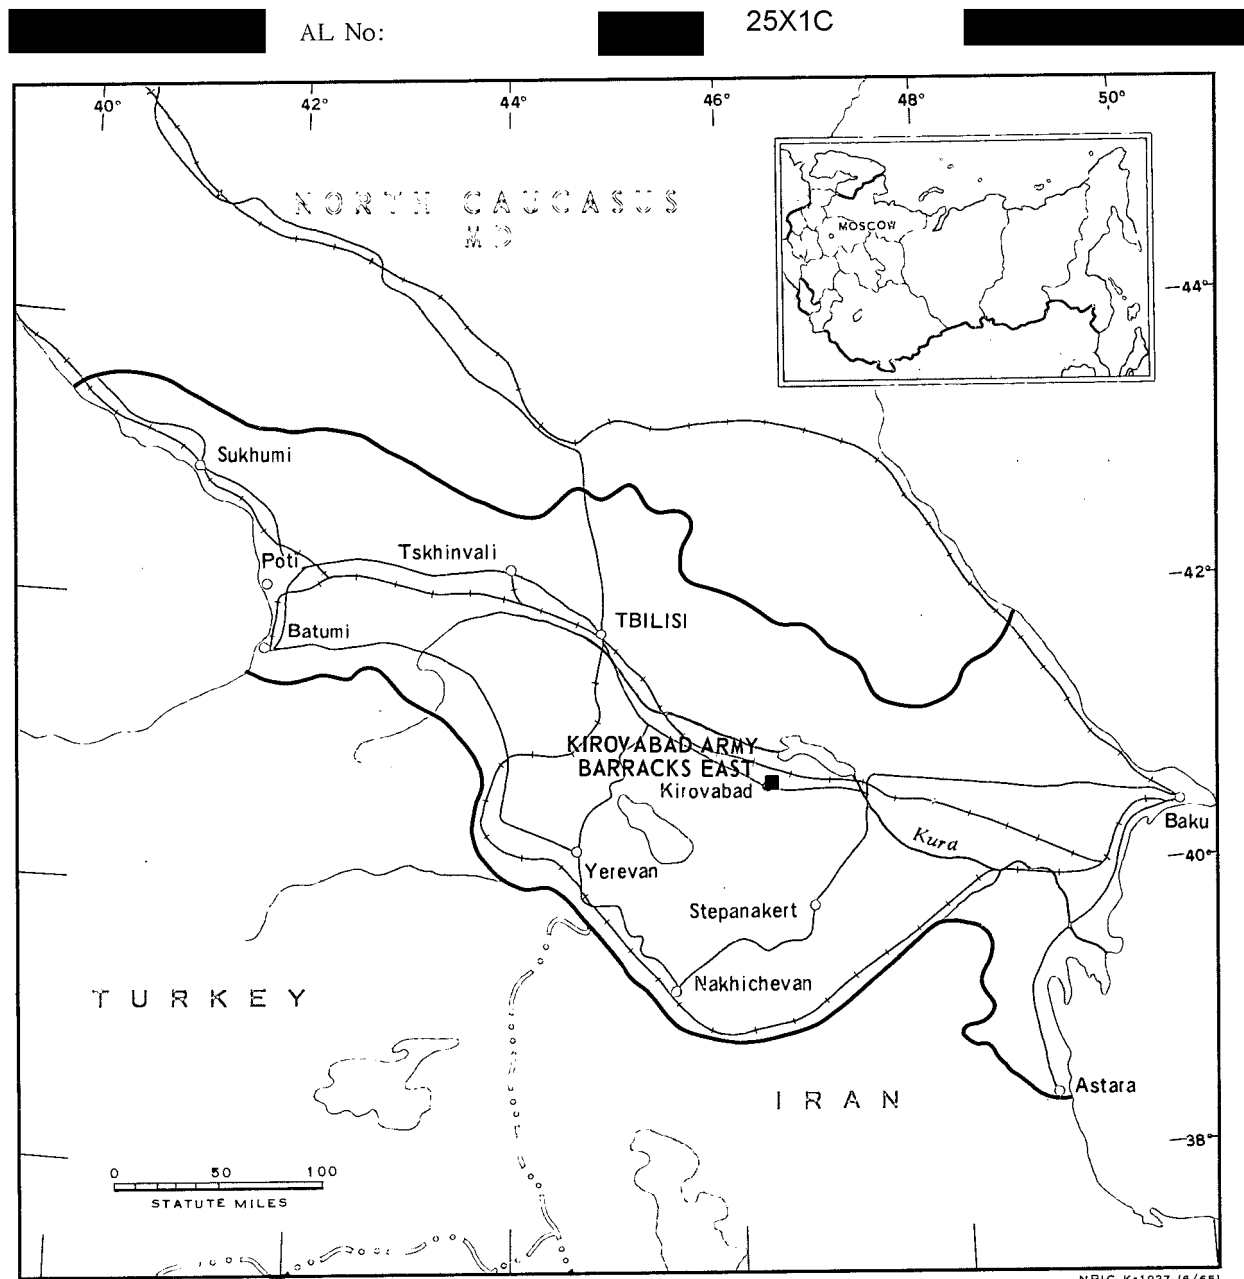 AL No: 25X1C
40° 42° 44° 46° 48° 50°
NORTH CAUCASUS
MD
MOSCOW
44°
Sukhumi
Poti
Tskhinvali
42°
Batumi
TBILISI
KIROVABAD ARMY
BARRACKS EAST
Kirovabad
Baku
Kura
40°
Yerevan
Stepanakert
Nakhichevan
TURKEY
IRAN
Astara
38°
0 50 100
STATUTE MILES